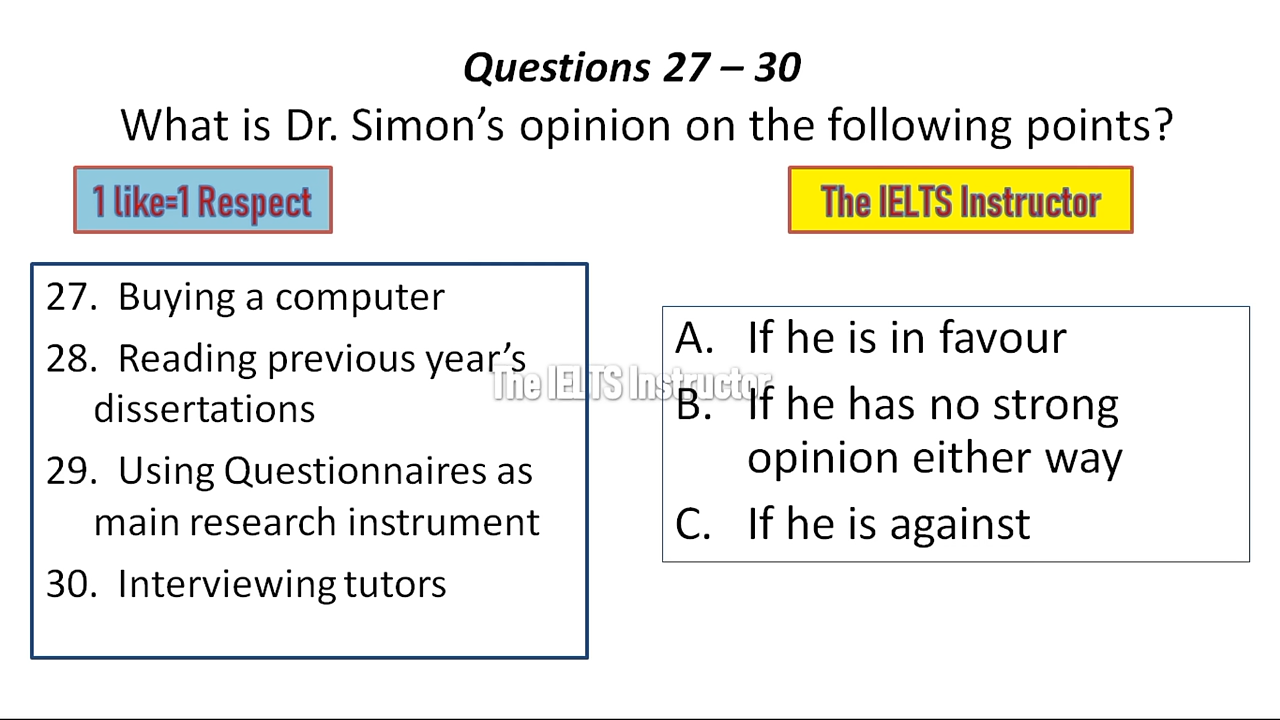 Questions 27 – 30
What is Dr. Simon’s opinion on the following points?
1 like=1 Respect
The IELTS Instructor
27. Buying a computer
28. Reading previous year’s
dissertations
29. Using Questionnaires as
main research instrument
30. Interviewing tutors
The IELTS Instructor
A. If he is in favour
B. If he has no strong
opinion either way
C. If he is against